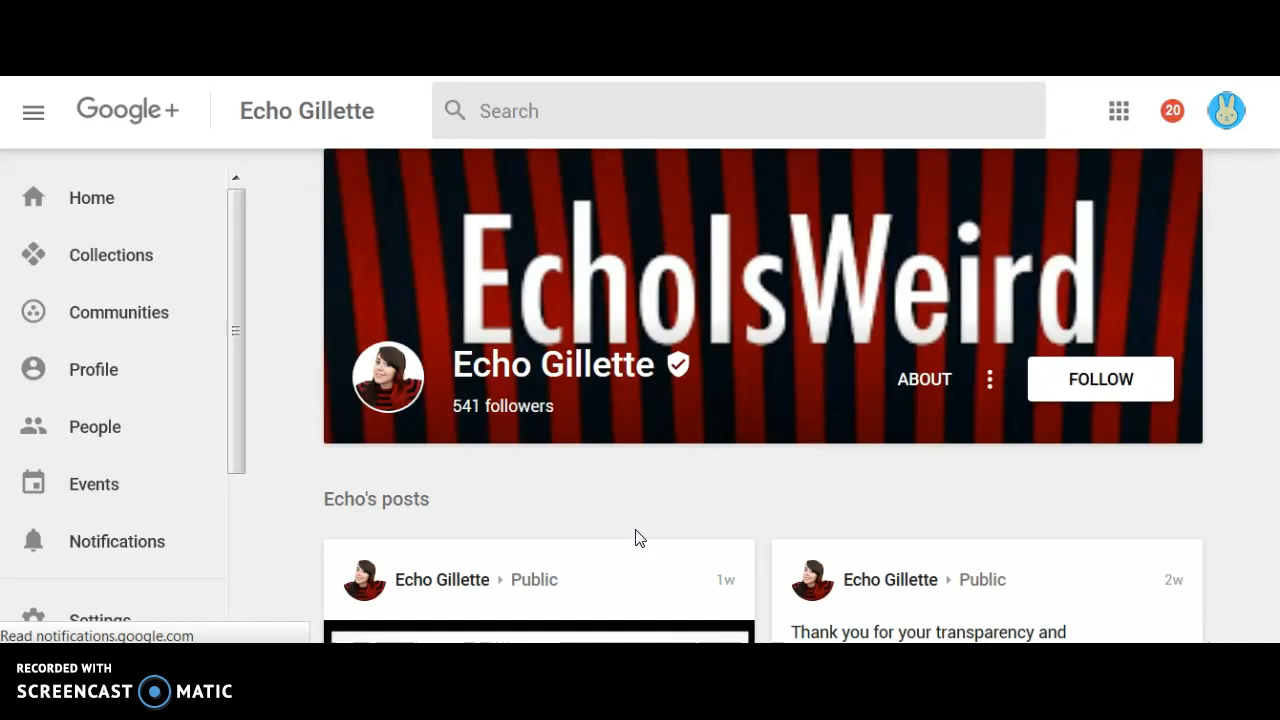 Google+
Echo Gillette
Search
20
Home
Collections
Communities
Profile
People
Events
Notifications
Settings
Read notifications.google.com
EchoIsWeird
Echo Gillette
541 followers
ABOUT
FOLLOW
Echo's posts
Echo Gillette Public 1w
Echo Gillette Public 2w
Thank you for your transparency and
RECORDED WITH
SCREENCAST MATIC